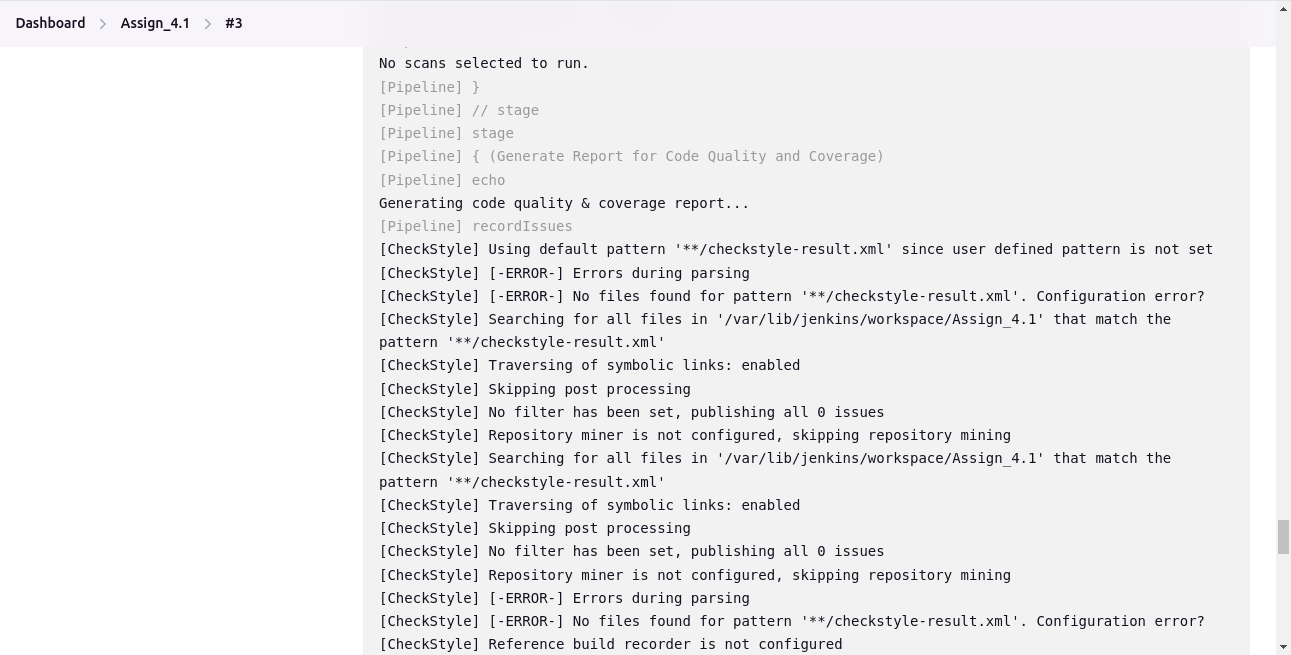 Dashboard > Assign_4.1 > #3
No scans selected to run.
[Pipeline] }
[Pipeline] // stage
[Pipeline] stage
[Pipeline] { (Generate Report for Code Quality and Coverage)
[Pipeline] echo
Generating code quality & coverage report...
[Pipeline] recordIssues
[CheckStyle] Using default pattern '**/checkstyle-result.xml' since user defined pattern is not set
[CheckStyle] [-ERROR-] Errors during parsing
[CheckStyle] [-ERROR-] No files found for pattern '**/checkstyle-result.xml'. Configuration error?
[CheckStyle] Searching for all files in '/var/lib/jenkins/workspace/Assign_4.1' that match the
pattern '**/checkstyle-result.xml'
[CheckStyle] Traversing of symbolic links: enabled
[CheckStyle] Skipping post processing
[CheckStyle] No filter has been set, publishing all 0 issues
[CheckStyle] Repository miner is not configured, skipping repository mining
[CheckStyle] Searching for all files in '/var/lib/jenkins/workspace/Assign_4.1' that match the
pattern '**/checkstyle-result.xml'
[CheckStyle] Traversing of symbolic links: enabled
[CheckStyle] Skipping post processing
[CheckStyle] No filter has been set, publishing all 0 issues
[CheckStyle] Repository miner is not configured, skipping repository mining
[CheckStyle] [-ERROR-] Errors during parsing
[CheckStyle] [-ERROR-] No files found for pattern '**/checkstyle-result.xml'. Configuration error?
[CheckStyle] Reference build recorder is not configured